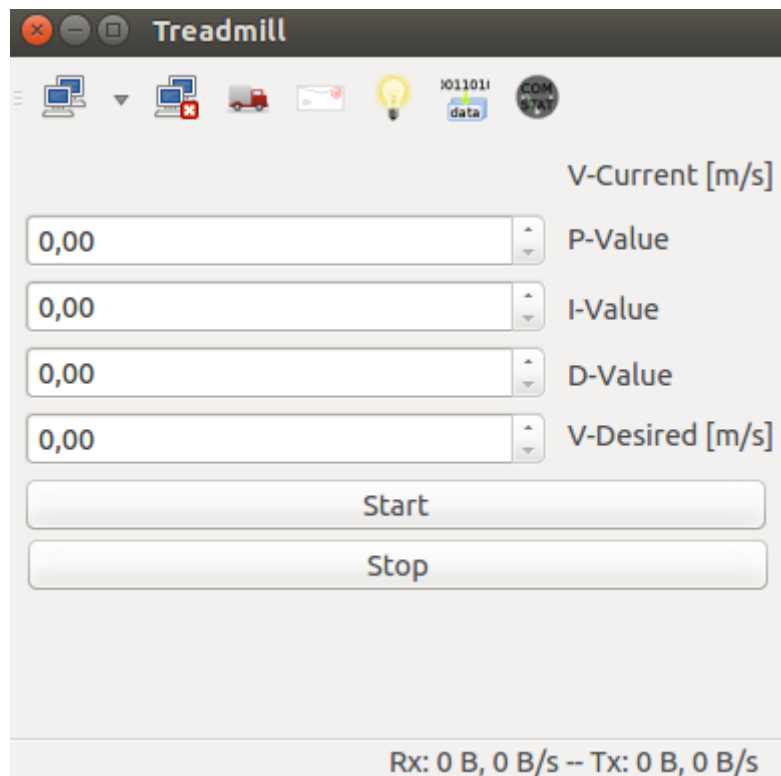 Treadmill
0110101
data
COM
STAT
V-Current [m/s]
0,00
P-Value
0,00
I-Value
0,00
D-Value
0,00
V-Desired [m/s]
Start
Stop
Rx: 0 B, 0 B/s -- Tx: 0 B, 0 B/s